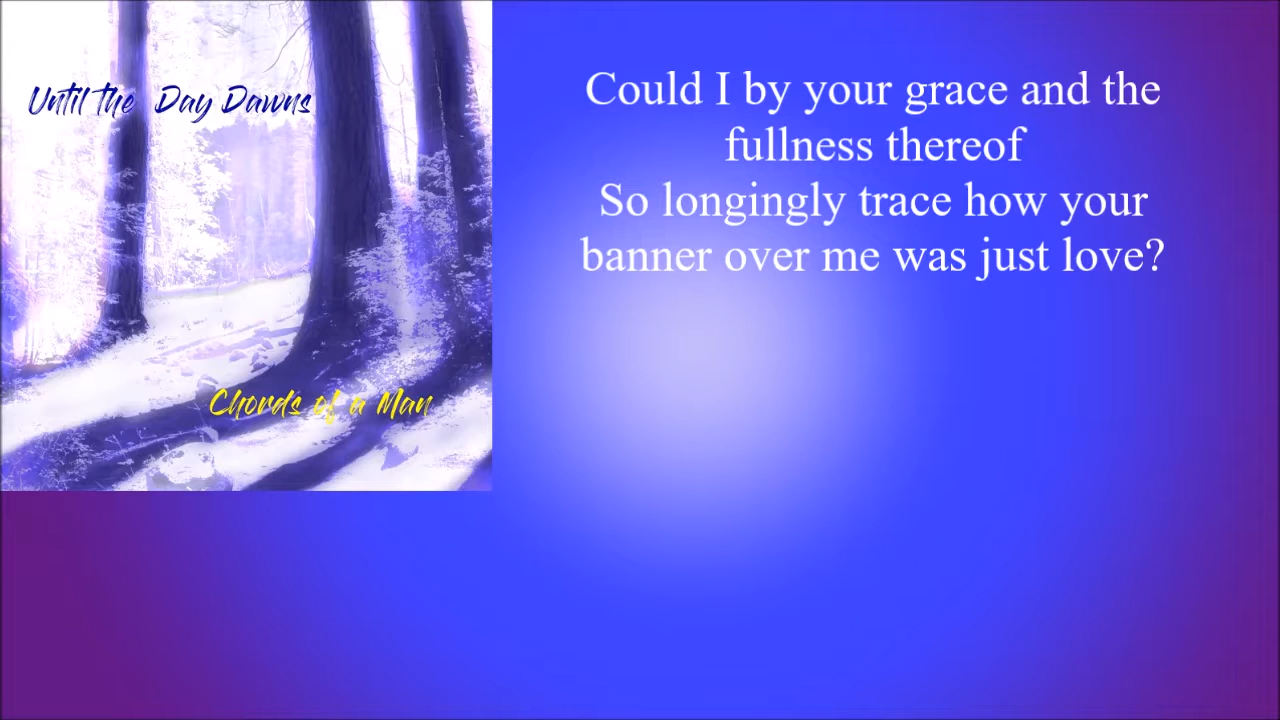 Until the Day Dawns
Chords of a Man
Could I by your grace and the
fullness thereof
So longingly trace how your
banner over me was just love?